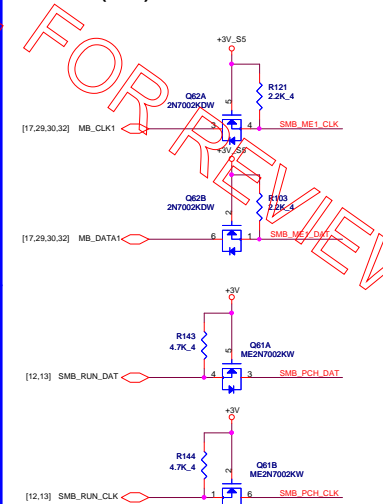 FOR REVIEW
+3V_S5
Q62A
2N7002KDW
R121
2.2K_4
5
[17,29,30,32] MB_CLK1
3
4
SMB_ME1_CLK
+3V_S5
Q62B
2N7002KDW
R103
2.2K_4
2
[17,29,30,32] MB_DATA1
6
1
SMB_ME1_DAT
+3V
R143
4.7K_4
Q61A
ME2N7002KW
5
[12,13] SMB_RUN_DAT
4
3
SMB_PCH_DAT
+3V
R144
4.7K_4
Q61B
ME2N7002KW
2
[12,13] SMB_RUN_CLK
1
6
SMB_PCH_CLK